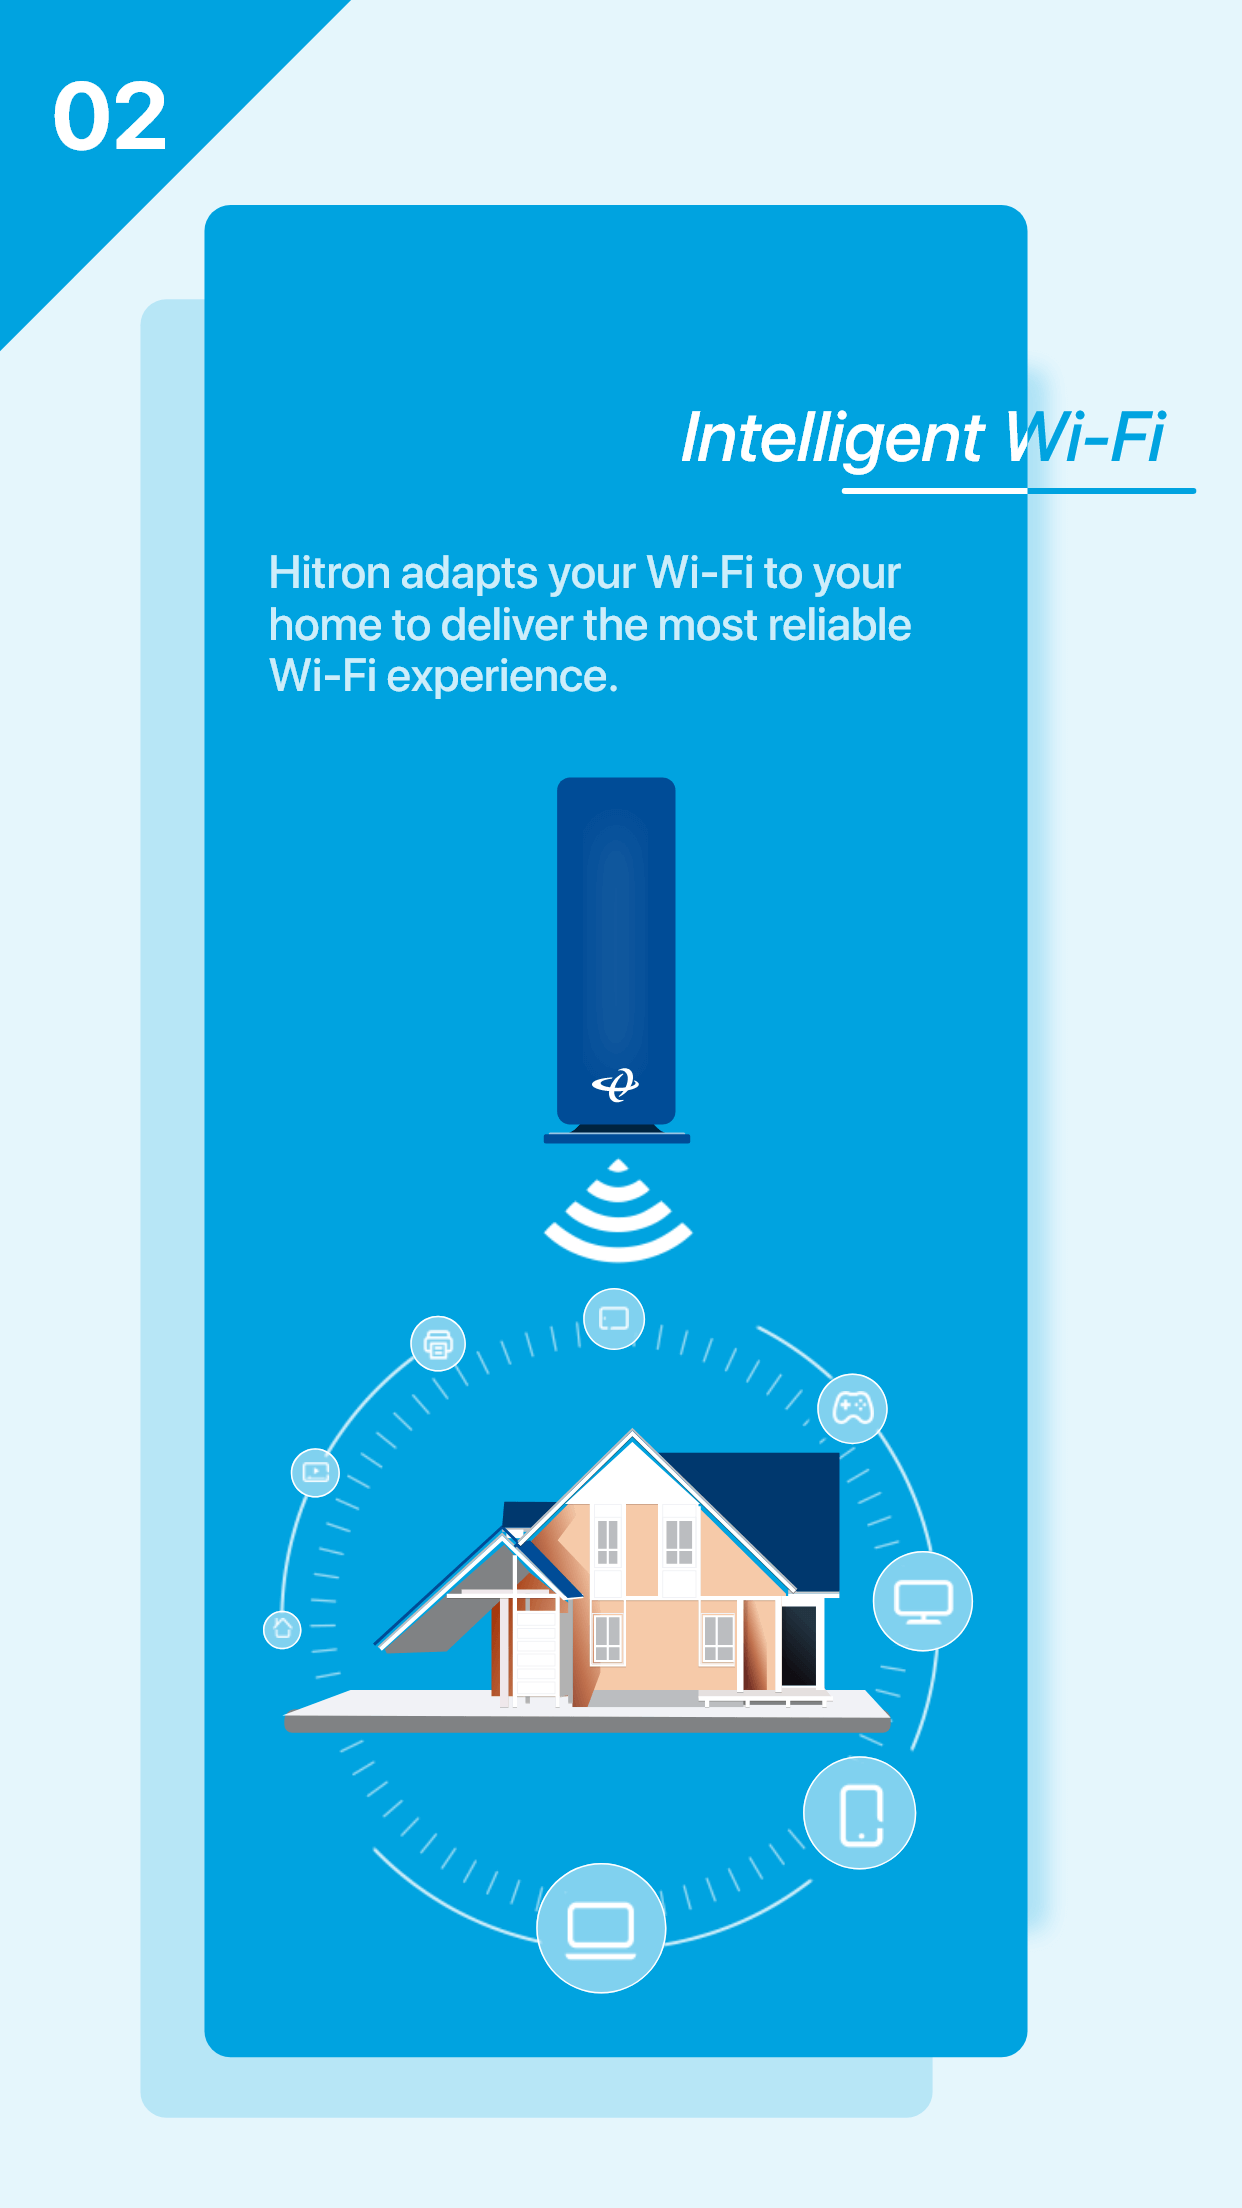 02
Intelligent Wi-Fi
Hitron adapts your Wi-Fi to your
home to deliver the most reliable
Wi-Fi experience.